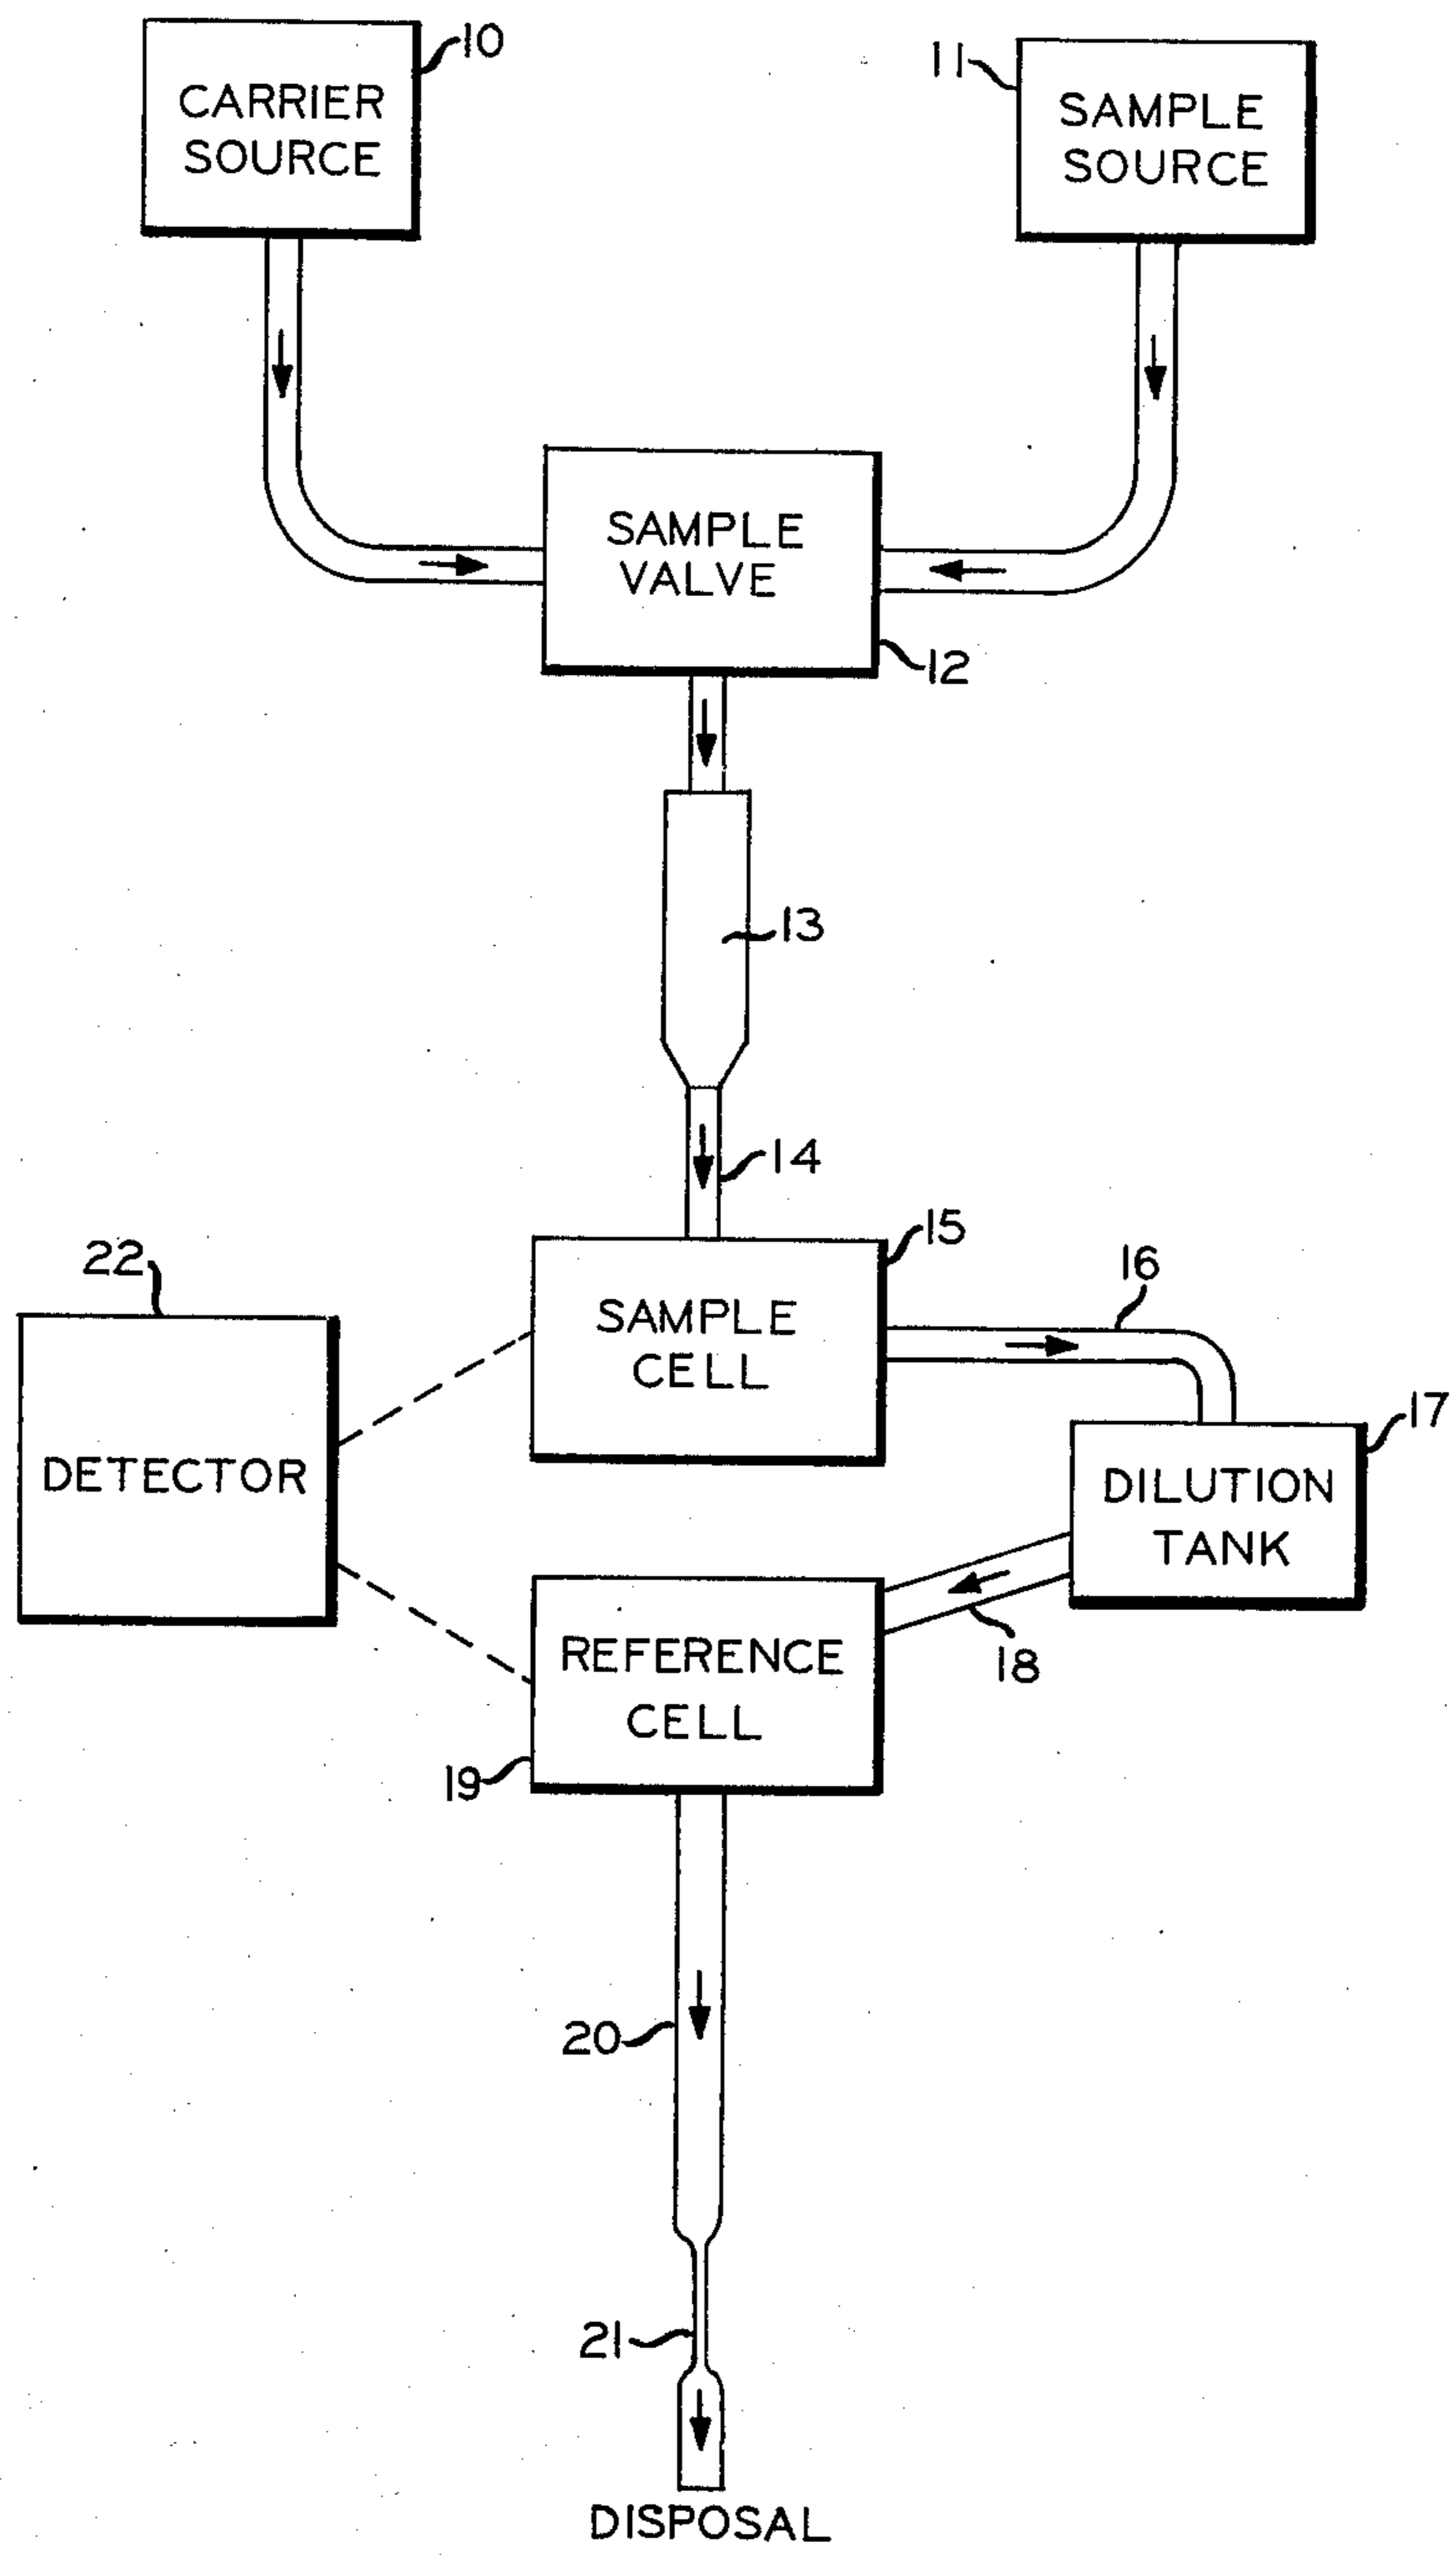 10
CARRIER
SOURCE
11
SAMPLE
SOURCE
SAMPLE
VALVE
12
13
14
15
SAMPLE
CELL
16
22
DETECTOR
17
DILUTION
TANK
18
REFERENCE
CELL
19
20
21
DISPOSAL